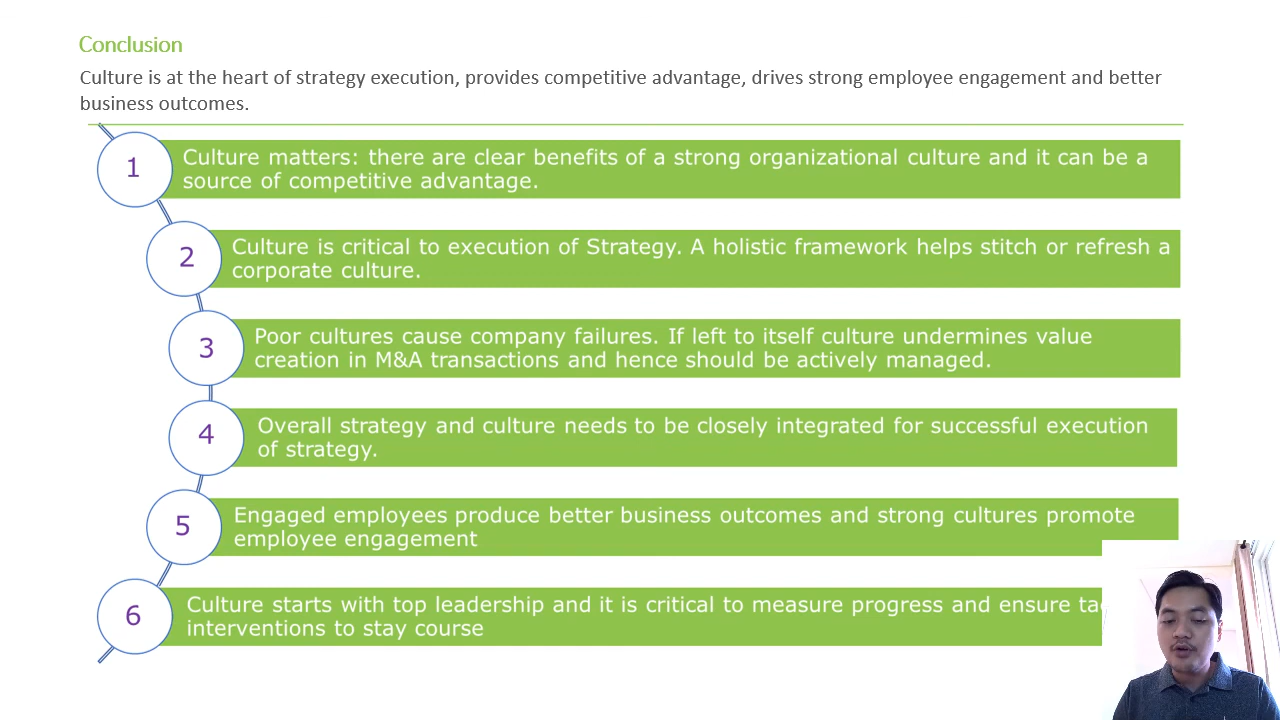 Conclusion
Culture is at the heart of strategy execution, provides competitive advantage, drives strong employee engagement and better
business outcomes.
1
Culture matters: there are clear benefits of a strong organizational culture and it can be a
source of competitive advantage.
2
Culture is critical to execution of Strategy. A holistic framework helps stitch or refresh a
corporate culture.
3
Poor cultures cause company failures. If left to itself culture undermines value
creation in M&A transactions and hence should be actively managed.
4
Overall strategy and culture needs to be closely integrated for successful execution
of strategy.
5
Engaged employees produce better business outcomes and strong cultures promote
employee engagement
6
Culture starts with top leadership and it is critical to measure progress and ensure
interventions to stay course